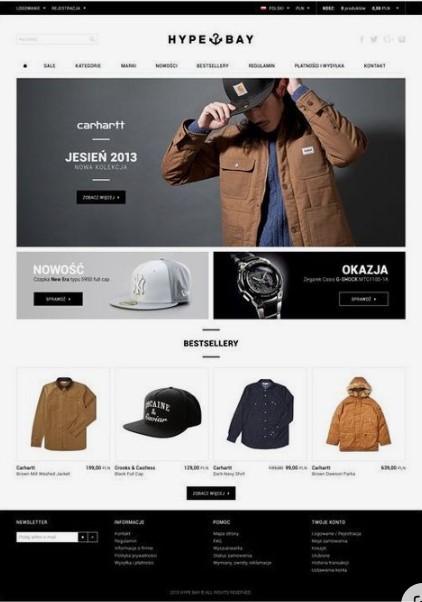 LOGOWANIE REJESTRACJA POLSKI PLN ILOŚĆ: 0 produktów 0,00 PLN
HYPE BAY
SALE KATEGORIE MARKI NOWOŚCI BESTSELLERY REGULAMIN PŁATNOŚCI I WYSYŁKA KONTAKT
carhartt
JESIEŃ 2013
NOWA KOLEKCJA
ZOBACZ WIĘCEJ
NOWOŚĆ
Czapka New Era typu 5950 full cap
SPRAWDŹ
OKAZJA
Zegarek Casio G-SHOCK MTG1100-1A
SPRAWDŹ
BESTSELLERY
COCAINE
&
Caviar
Carhartt 199,00 PLN
Brown Mill Washed Jacket
Crooks & Castless 129,00 PLN
Black Full Cap
Carhartt 99,00 PLN
Dark Navy Shirt
Carhartt 639,00 PLN
Brown Dawson Parka
ZOBACZ WIĘCEJ
NEWSLETTER
INFORMACJE
Kontakt
Regulamin
Informacje o firmie
Polityka prywatności
Wysyłka i płatności
POMOC
Mapa strony
FAQ
Wyszukiwarka
Status zamówienia
Wymiany, zwroty, reklamacje
TWOJE KONTO
Logowanie / Rejestracja
Moje zamówienia
Koszyk
Ulubione
Historia transakcji
Ustawienia konta
2013 HYPE BAY © ALL RIGHTS RESERVED